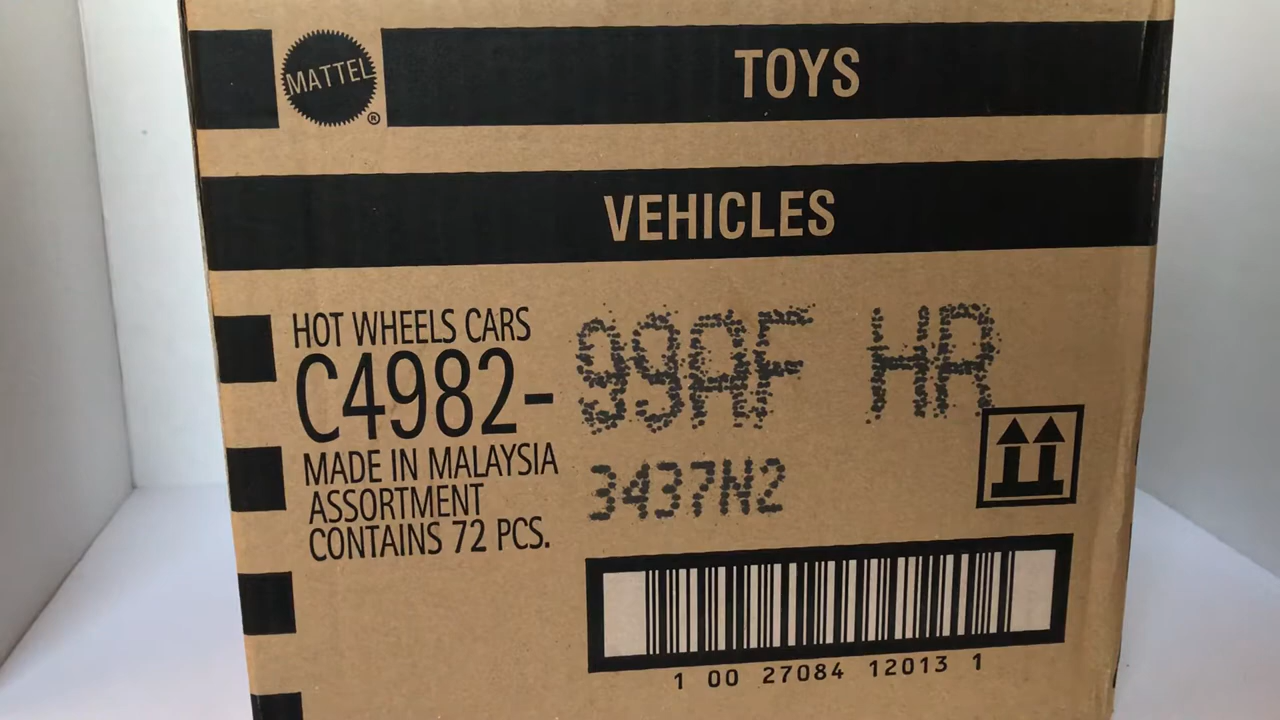 MATTEL®
TOYS
VEHICLES
HOT WHEELS CARS
C4982- 99AF HR
MADE IN MALAYSIA
ASSORTMENT
CONTAINS 72 PCS.
3437N2
1 00 27084 12013 1